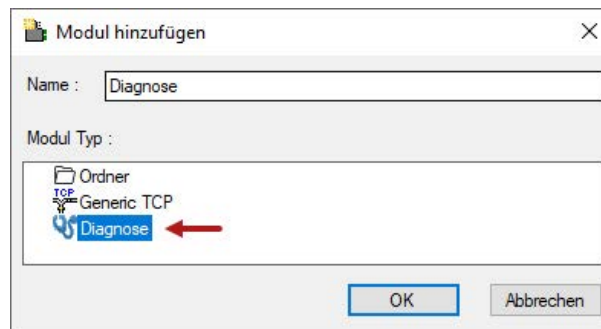 Modul hinzufügen
Name : Diagnose
Modul Typ :
Ordner
TCP
Generic TCP
Diagnose
OK Abbrechen